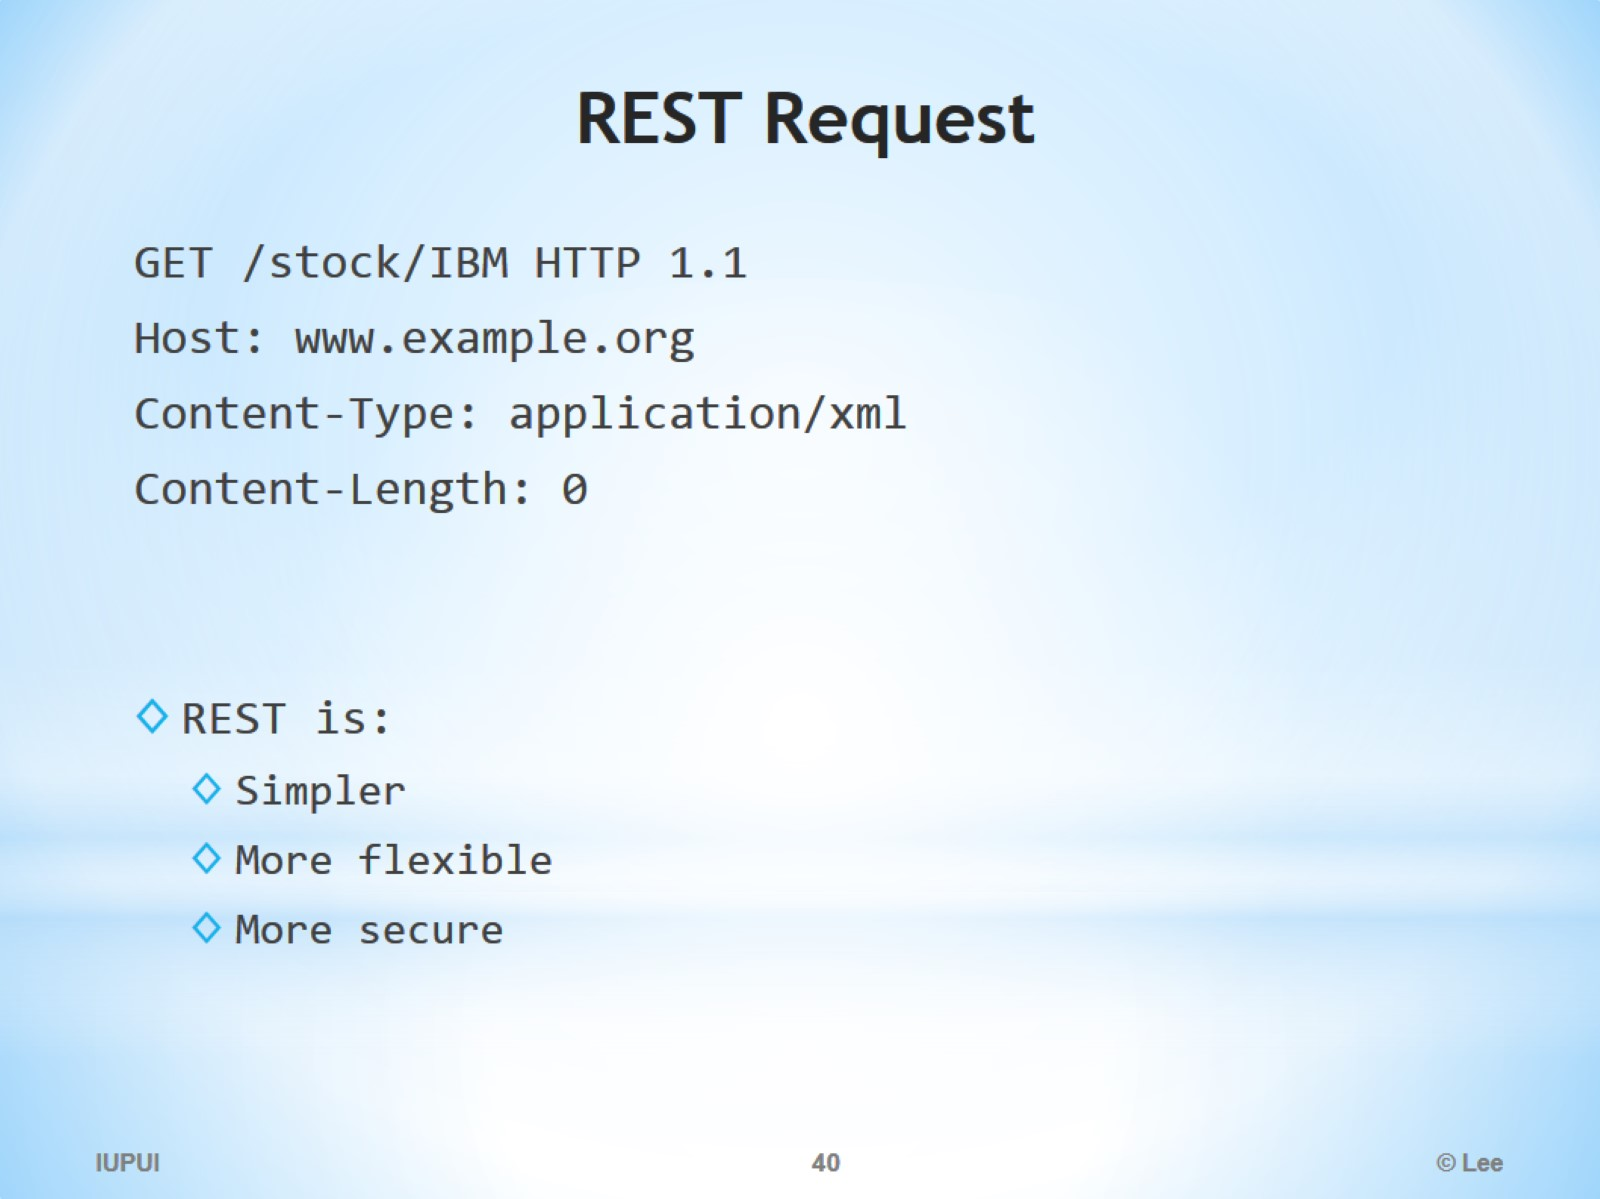 REST Request
GET /stock/IBM HTTP 1.1
Host: www.example.org
Content-Type: application/xml
Content-Length: 0
REST is:
Simpler
More flexible
More secure
IUPUI
40
© Lee